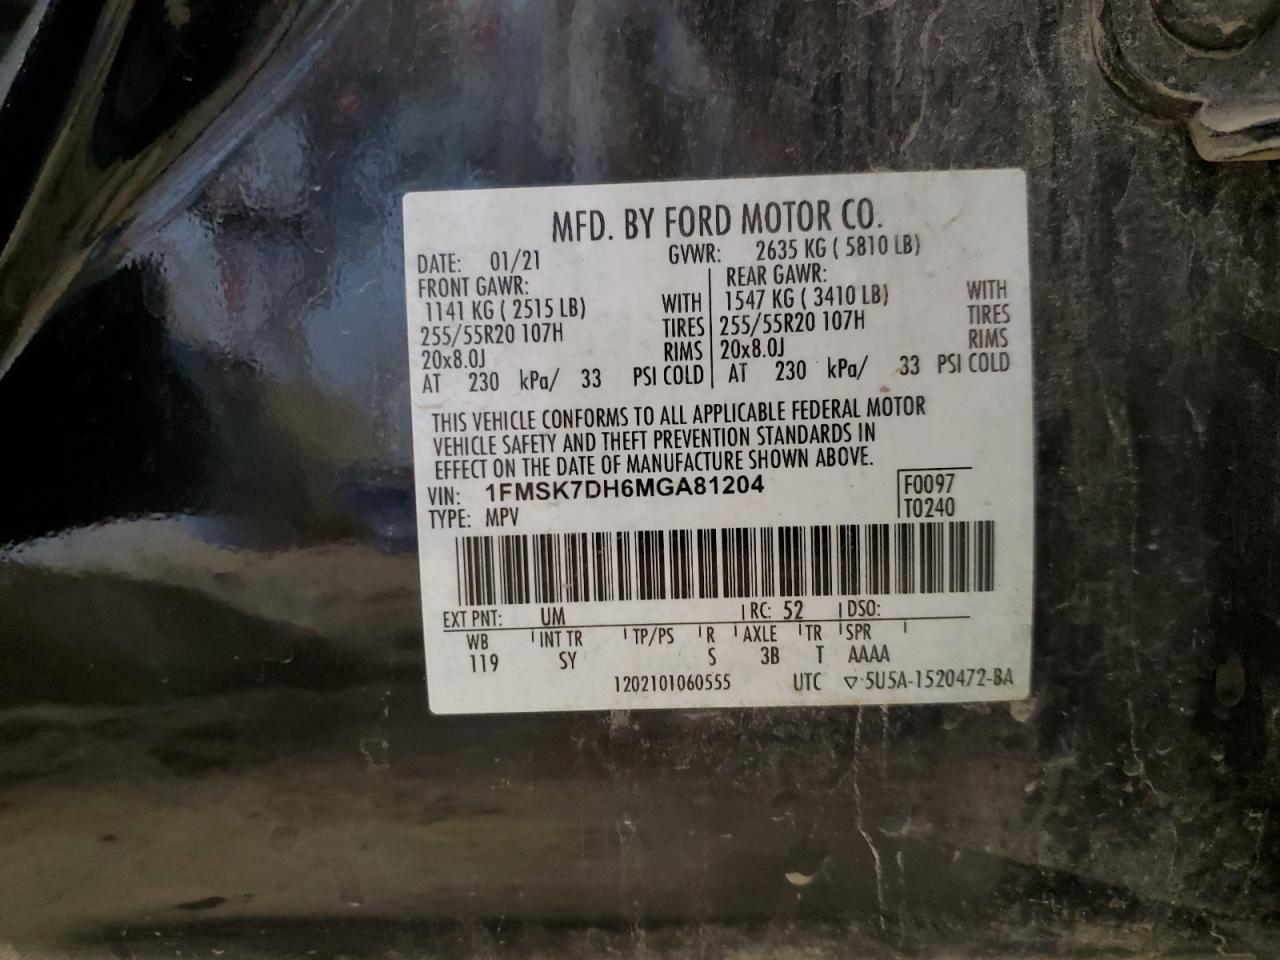 MFD. BY FORD MOTOR CO.
DATE: 01/21 GVWR: 2635 KG ( 5810 LB)
FRONT GAWR: REAR GAWR:
1141 KG ( 2515 LB) WITH 1547 KG ( 3410 LB) WITH
255/55R20 107H TIRES 255/55R20 107H TIRES
20x8.0J RIMS 20x8.0J RIMS
AT 230 kPa/ 33 PSI COLD AT 230 kPa/ 33 PSI COLD
THIS VEHICLE CONFORMS TO ALL APPLICABLE FEDERAL MOTOR
VEHICLE SAFETY AND THEFT PREVENTION STANDARDS IN
EFFECT ON THE DATE OF MANUFACTURE SHOWN ABOVE.
VIN: 1FMSK7DH6MGA81204 F0097
TYPE: MPV T0240
EXT PNT: UM RC: 52 DSO:
WB INT TR TP/PS R AXLE TR SPR
119 SY S 3B T AAAA
1202101060555 UTC ▽5U5A-1520472-BA